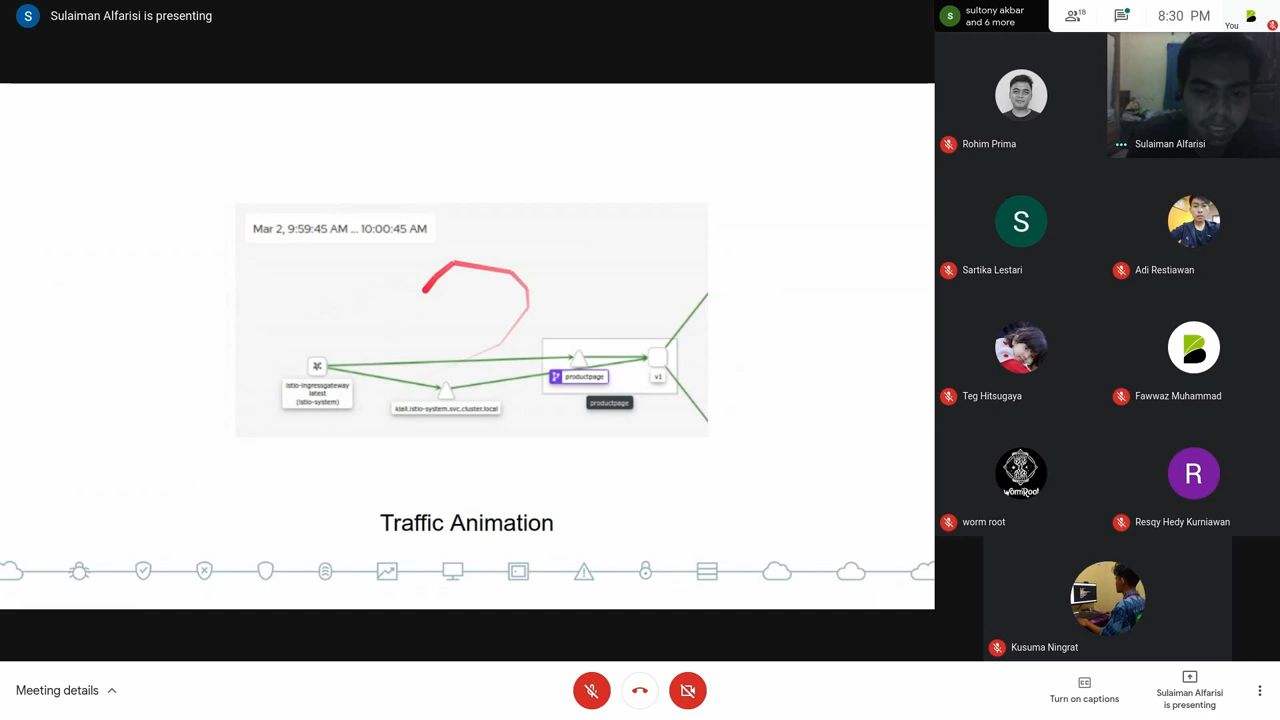 S
Sulaiman Alfarisi is presenting
S
sultony akbar
and 6 more
18
8:30 PM
You
Mar 2, 9:59:45 AM ... 10:00:45 AM
istio-ingressgateway
latest
(istio-system)
kiali.istio-system.svc.cluster.local
productpage
v1
productpage
Traffic Animation
Rohim Prima
Sulaiman Alfarisi
S
Sartika Lestari
Adi Restiawan
Teg Hitsugaya
Fawwaz Muhammad
WormRoot
worm root
R
Resqy Hedy Kurniawan
Kusuma Ningrat
Meeting details
CC
Turn on captions
Sulaiman Alfarisi
is presenting